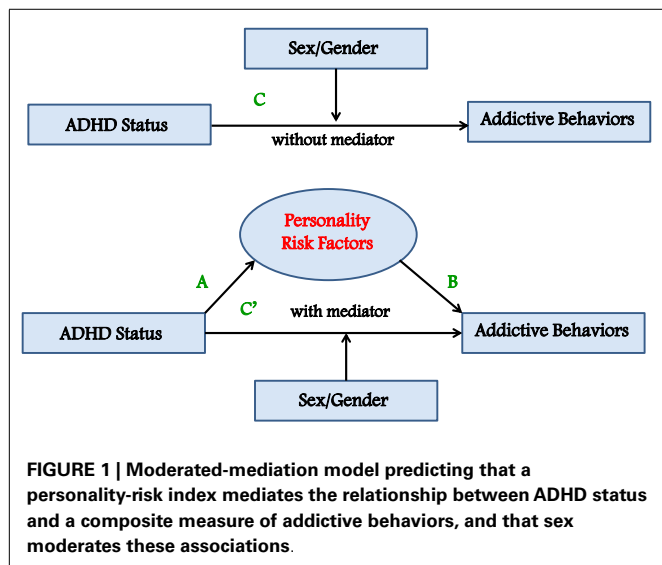 Sex/Gender
C
ADHD Status
Addictive Behaviors
without mediator
Personality
Risk Factors
A
B
C’
with mediator
ADHD Status
Addictive Behaviors
Sex/Gender
FIGURE 1 | Moderated-mediation model predicting that a
personality-risk index mediates the relationship between ADHD status
and a composite measure of addictive behaviors, and that sex
moderates these associations.